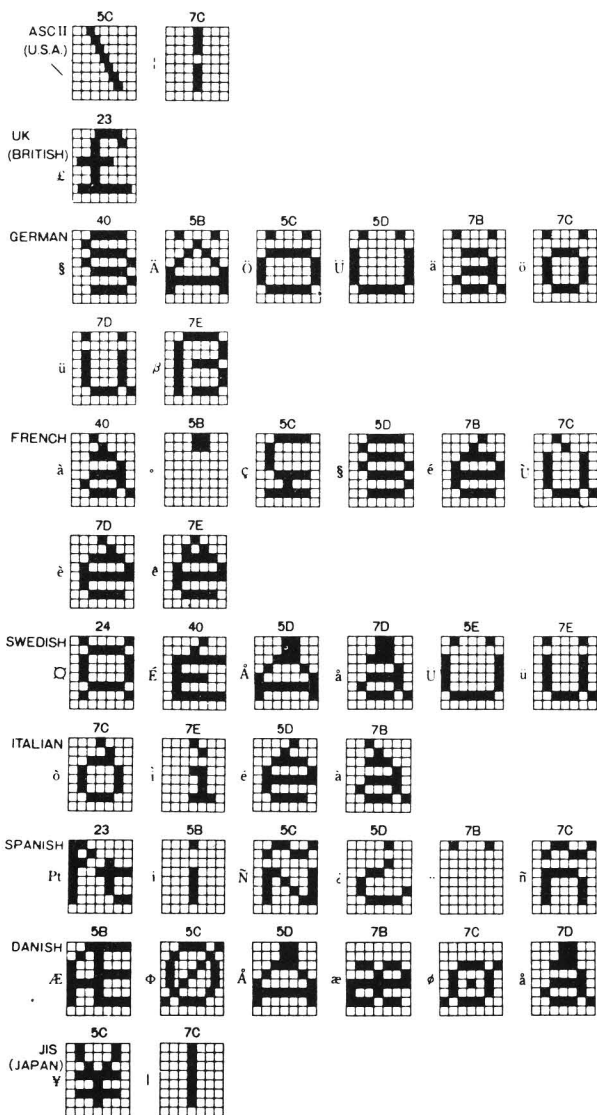 5C 7C
ASCII
(U.S.A.)
\ ¦
23
UK
(BRITISH)
£
40 5B 5C 5D 7B 7C
GERMAN
§ Ä Ö Ü ä ö
7D 7E
ü β
40 5B 5C 5D 7B 7C
FRENCH
à ° ç § é Ù
7D 7E
è ê
24 40 5D 7D 5E 7E
SWEDISH
¤ É Å å U ü
7C 7E 5D 7B
ITALIAN
ò ì é à
23 5B 5C 5D 7B 7C
SPANISH
Pt i Ñ ¿ ¨ ñ
5B 5C 5D 7B 7C 7D
DANISH
Æ Φ Å æ ø å
5C 7C
JIS
(JAPAN)
¥ |